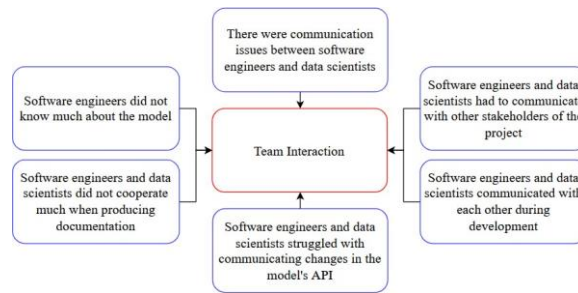 There were communication
issues between software
engineers and data scientists
Software engineers did not
know much about the model
Software engineers and data
scientists did not cooperate
much when producing
documentation
Team Interaction
Software engineers and data
scientists had to communicat
with other stakeholders of the
project
Software engineers and dat
scientists communicated with
each other during
development
Software engineers and data
scientists struggled with
communicating changes in the
model's API